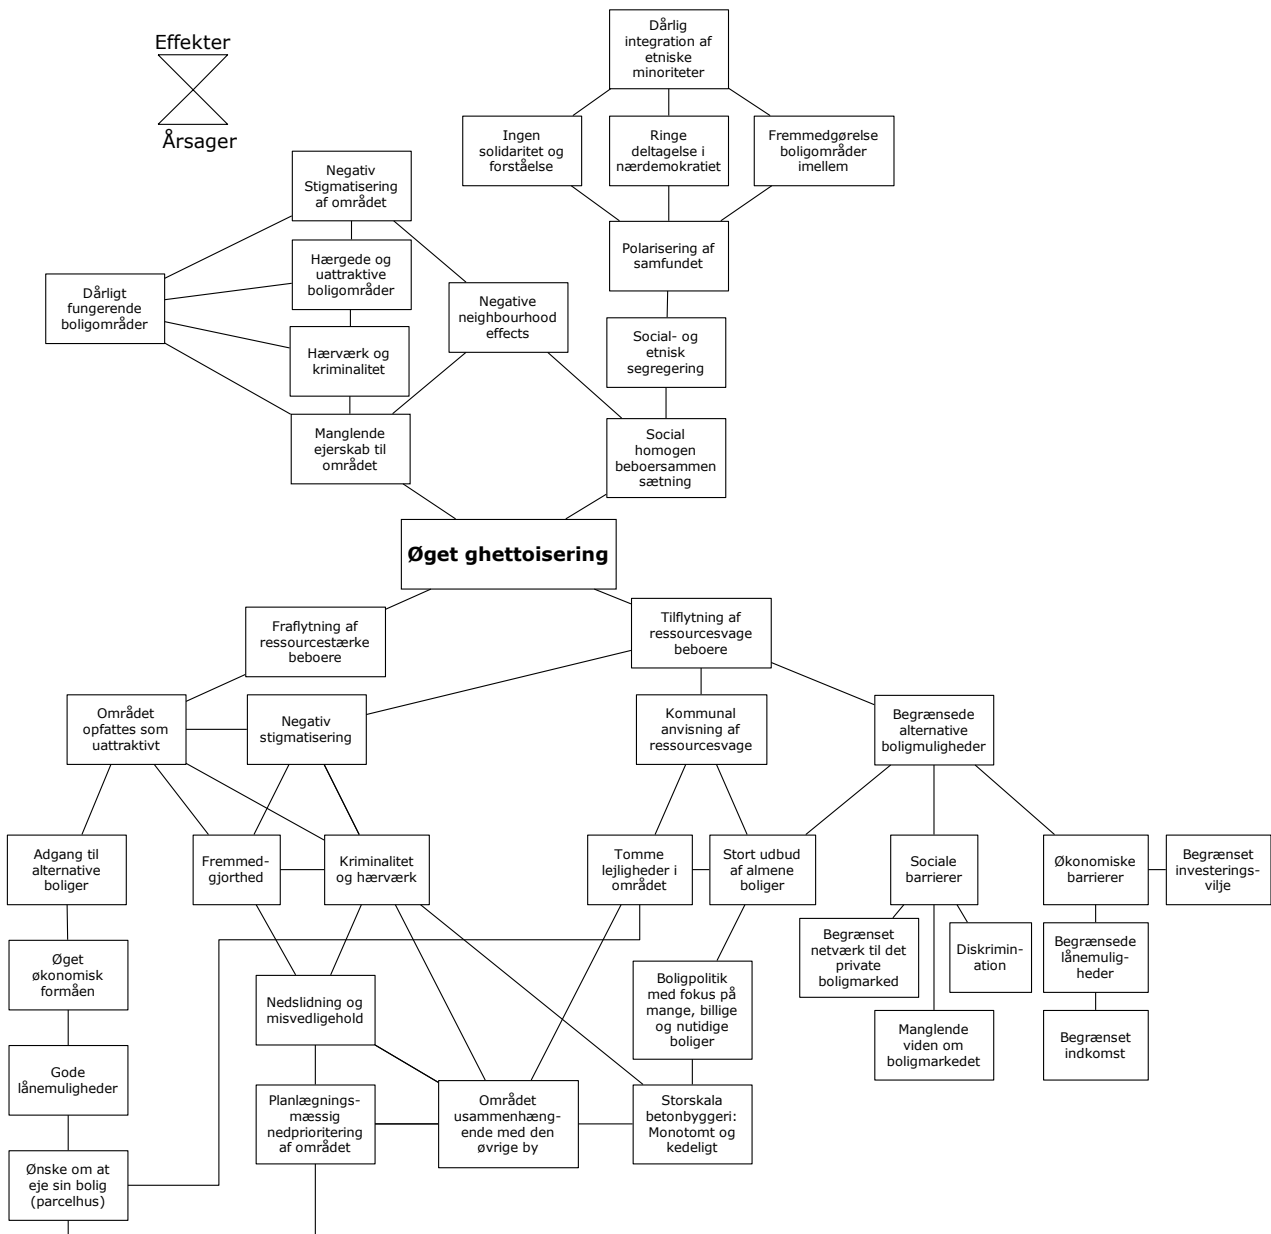 Effekter
Årsager
Dårlig
integration af
etniske
minoriteter
Ingen
solidaritet og
forståelse
Ringe
deltagelse i
nærdemokratiet
Fremmedgørelse
boligområder
imellem
Negativ
Stigmatisering
af området
Polarisering af
samfundet
Hærgede og
uattraktive
boligområder
Dårligt
fungerende
boligområder
Negative
neighbourhood
effects
Social- og
etnisk
segregering
Hærværk og
kriminalitet
Manglende
ejerskab til
området
Social
homogen
beboersammen
sætning
Øget ghettoisering
Fraflytning af
ressourcestærke
beboere
Tilflytning af
ressourcesvage
beboere
Området
opfattes som
uattraktivt
Negativ
stigmatisering
Kommunal
anvisning af
ressourcesvage
Begrænsede
alternative
boligmuligheder
Adgang til
alternative
boliger
Fremmed-
gjorthed
Kriminalitet
og hærværk
Tomme
lejligheder i
området
Stort udbud
af almene
boliger
Sociale
barrierer
Økonomiske
barrierer
Begrænset
investerings-
vilje
Øget
økonomisk
formåen
Begrænset
netværk til det
private
boligmarked
Diskrimin-
ation
Begrænsede
lånemulig-
heder
Nedslidning og
misvedligehold
Boligpolitik
med fokus på
mange, billige
og nutidige
boliger
Manglende
viden om
boligmarkedet
Begrænset
indkomst
Gode
lånemuligheder
Planlægnings-
mæssig
nedprioritering
af området
Området
usammenhæng-
ende med den
øvrige by
Storskala
betonbyggeri:
Monotomt og
kedeligt
Ønske om at
eje sin bolig
(parcelhus)